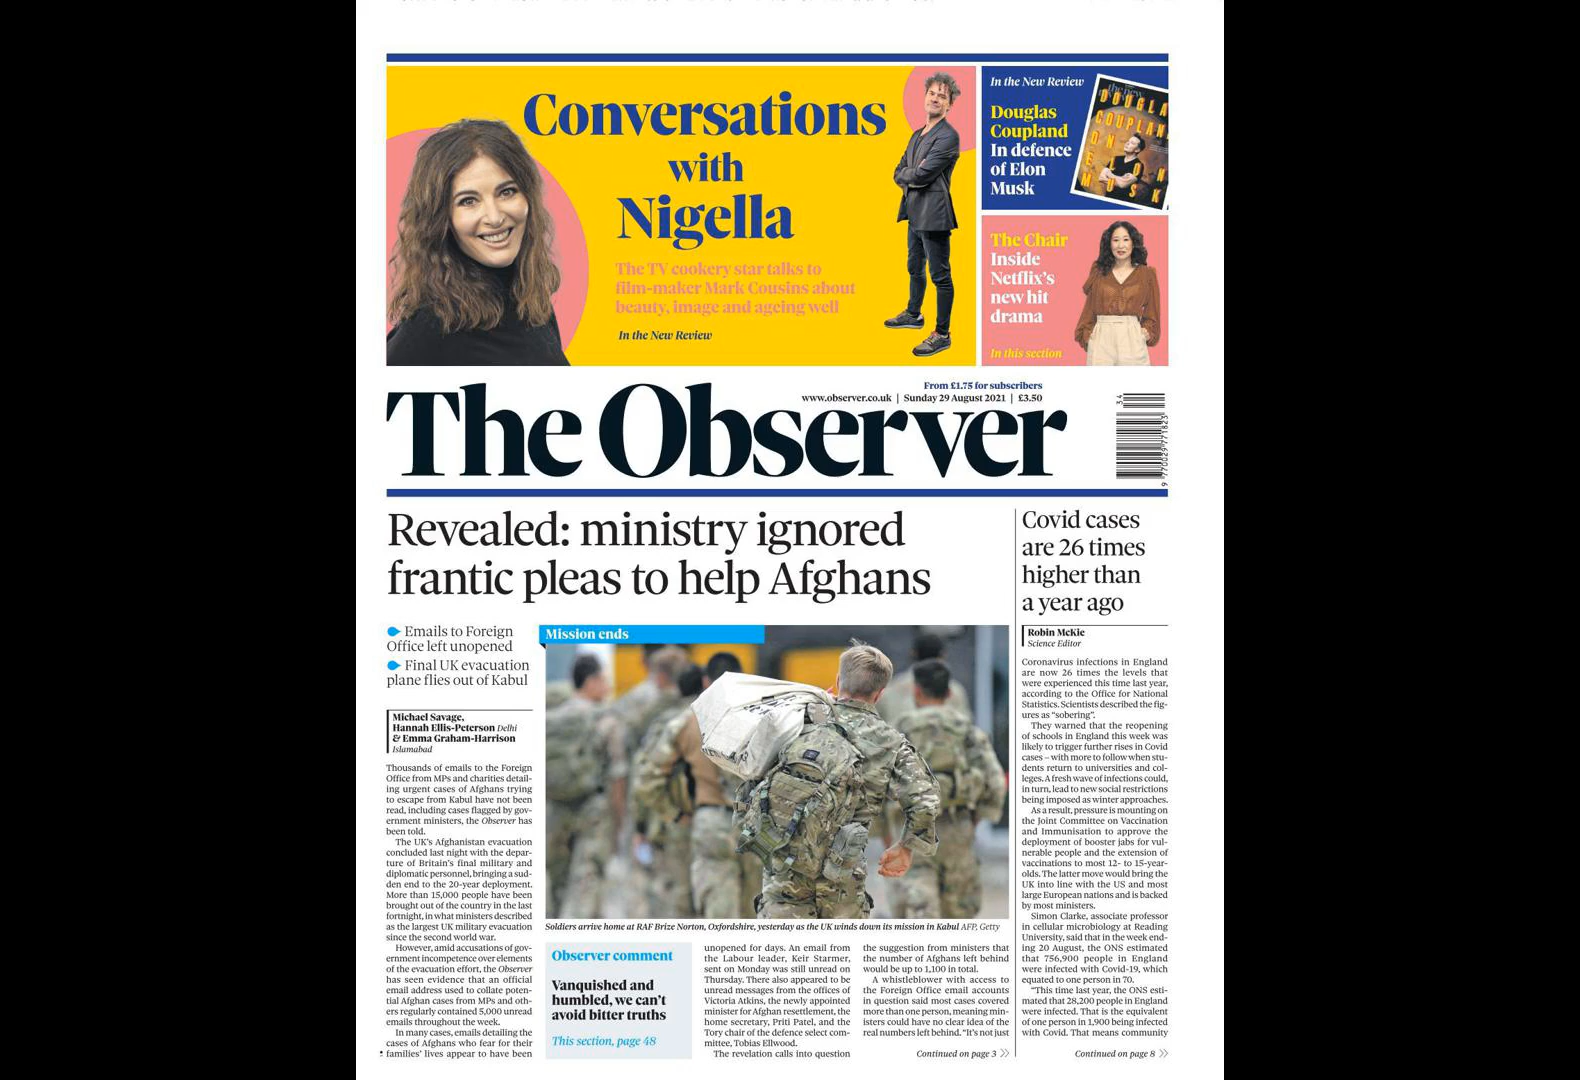 Conversations
with
Nigella
The TV cookery star talks to
film-maker Mark Cousins about
beauty, image and ageing well
In the New Review
In the New Review
Douglas
Coupland
In defence
of Elon
Musk
DOUGLA
COUPLAN
ON
ELON
MUSK
The Chair
Inside
Netflix's
new hit
drama
In this section
From £1.75 for subscribers
www.observer.co.uk | Sunday 29 August 2021 | £3.50
The Observer
34
9 770029 771823
Revealed: ministry ignored
frantic pleas to help Afghans
Emails to Foreign
Office left unopened
Final UK evacuation
plane flies out of Kabul
Michael Savage,
Hannah Ellis-Peterson Delhi
& Emma Graham-Harrison
Islamabad
Thousands of emails to the Foreign
Office from MPs and charities detail-
ing urgent cases of Afghans trying
to escape from Kabul have not been
read, including cases flagged by gov-
ernment ministers, the Observer has
been told.
The UK's Afghanistan evacuation
concluded last night with the depar-
ture of Britain's final military and
diplomatic personnel, bringing a sud-
den end to the 20-year deployment.
More than 15,000 people have been
brought out of the country in the last
fortnight, in what ministers described
as the largest UK military evacuation
since the second world war.
However, amid accusations of gov-
ernment incompetence over elements
of the evacuation effort, the Observer
has seen evidence that an official
email address used to collate poten-
tial Afghan cases from MPs and oth-
ers regularly contained 5,000 unread
emails throughout the week.
In many cases, emails detailing the
cases of Afghans who fear for their
families' lives appear to have been
Mission ends
Soldiers arrive home at RAF Brize Norton, Oxfordshire, yesterday as the UK winds down its mission in Kabul AFP, Getty
Observer comment
Vanquished and
humbled, we can't
avoid bitter truths
This section, page 48
unopened for days. An email from
the Labour leader, Keir Starmer,
sent on Monday was still unread on
Thursday. There also appeared to be
unread messages from the offices of
Victoria Atkins, the newly appointed
minister for Afghan resettlement, the
home secretary, Priti Patel, and the
Tory chair of the defence select com-
mittee, Tobias Ellwood.
The revelation calls into question
the suggestion from ministers that
the number of Afghans left behind
would be up to 1,100 in total.
A whistleblower with access to
the Foreign Office email accounts
in question said most cases covered
more than one person, meaning min-
isters could have no clear idea of the
real numbers left behind. "It's not just
Continued on page 3
Covid cases
are 26 times
higher than
a year ago
Robin McKie
Science Editor
Coronavirus infections in England
are now 26 times the levels that
were experienced this time last year,
according to the Office for National
Statistics. Scientists described the fig-
ures as "sobering".
They warned that the reopening
of schools in England this week was
likely to trigger further rises in Covid
cases – with more to follow when stu-
dents return to universities and col-
leges. A fresh wave of infections could,
in turn, lead to new social restrictions
being imposed as winter approaches.
As a result, pressure is mounting on
the Joint Committee on Vaccination
and Immunisation to approve the
deployment of booster jabs for vul-
nerable people and the extension of
vaccinations to most 12- to 15-year-
olds. The latter move would bring the
UK into line with the US and most
large European nations and is backed
by most ministers.
Simon Clarke, associate professor
in cellular microbiology at Reading
University, said that in the week end-
ing 20 August, the ONS estimated
that 756,900 people in England
were infected with Covid-19, which
equated to one person in 70.
"This time last year, the ONS esti-
mated that 28,200 people in England
were infected. That is the equivalent
of one person in 1,900 being infected
with Covid. That means community
Continued on page 8